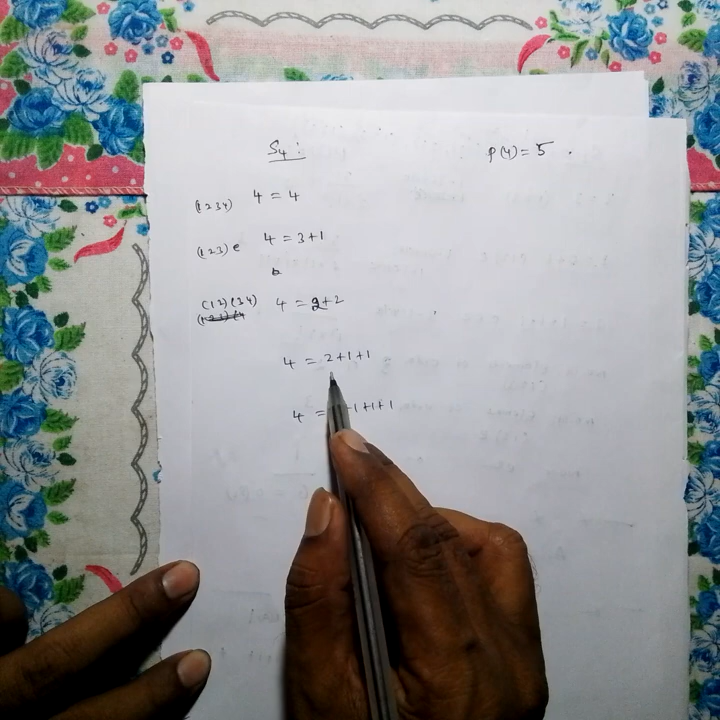 S4 : P(4) = 5 .
(1 2 3 4) 4 = 4
(1 2 3) e 4 = 3+1
(1 2) (3 4) 4 = 2+2
4 = 2+1+1
4 = +1+1+1